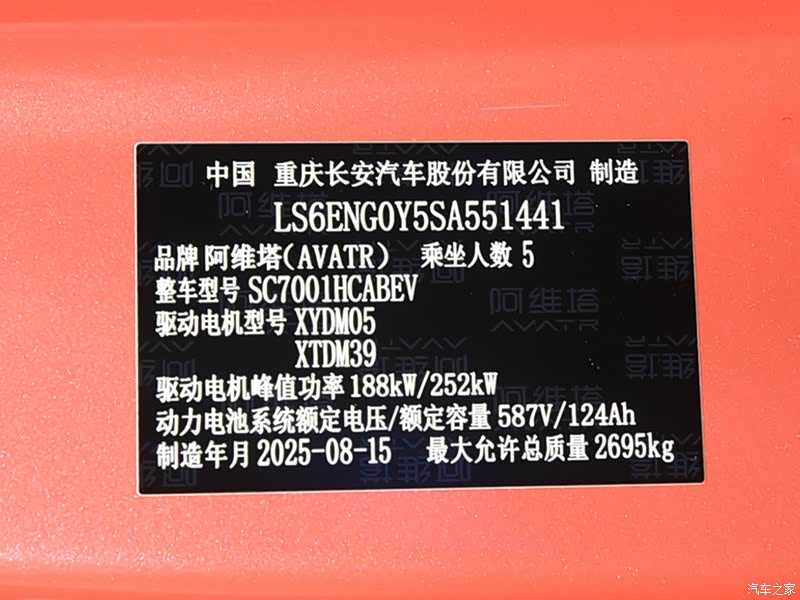 中国 重庆长安汽车股份有限公司 制造
LS6ENG0Y5SA551441
品牌 阿维塔(AVATR) 乘坐人数 5
整车型号 SC7001HCABEV
驱动电机型号 XYDM05
XTDM39
驱动电机峰值功率 188kW/252kW
动力电池系统额定电压/额定容量 587V/124Ah
制造年月 2025-08-15 最大允许总质量 2695kg
阿维塔
AVATR
汽车之家